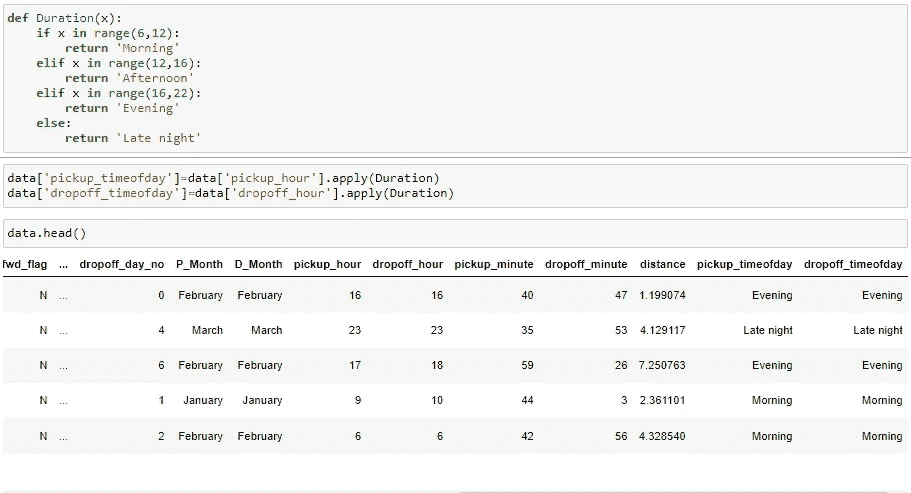 def Duration(x):
    if x in range(6,12):
        return 'Morning'
    elif x in range(12,16):
        return 'Afternoon'
    elif x in range(16,22):
        return 'Evening'
    else:
        return 'Late night'
data['pickup_timeofday']=data['pickup_hour'].apply(Duration)
data['dropoff_timeofday']=data['dropoff_hour'].apply(Duration)
data.head()
fwd_flag ... dropoff_day_no P_Month D_Month pickup_hour dropoff_hour pickup_minute dropoff_minute distance pickup_timeofday dropoff_timeofday
N ... 0 February February 16 16 40 47 1.199074 Evening Evening
N ... 4 March March 23 23 35 53 4.129117 Late night Late night
N ... 6 February February 17 18 59 26 7.250763 Evening Evening
N ... 1 January January 9 10 44 3 2.361101 Morning Morning
N ... 2 February February 6 6 42 56 4.328540 Morning Morning